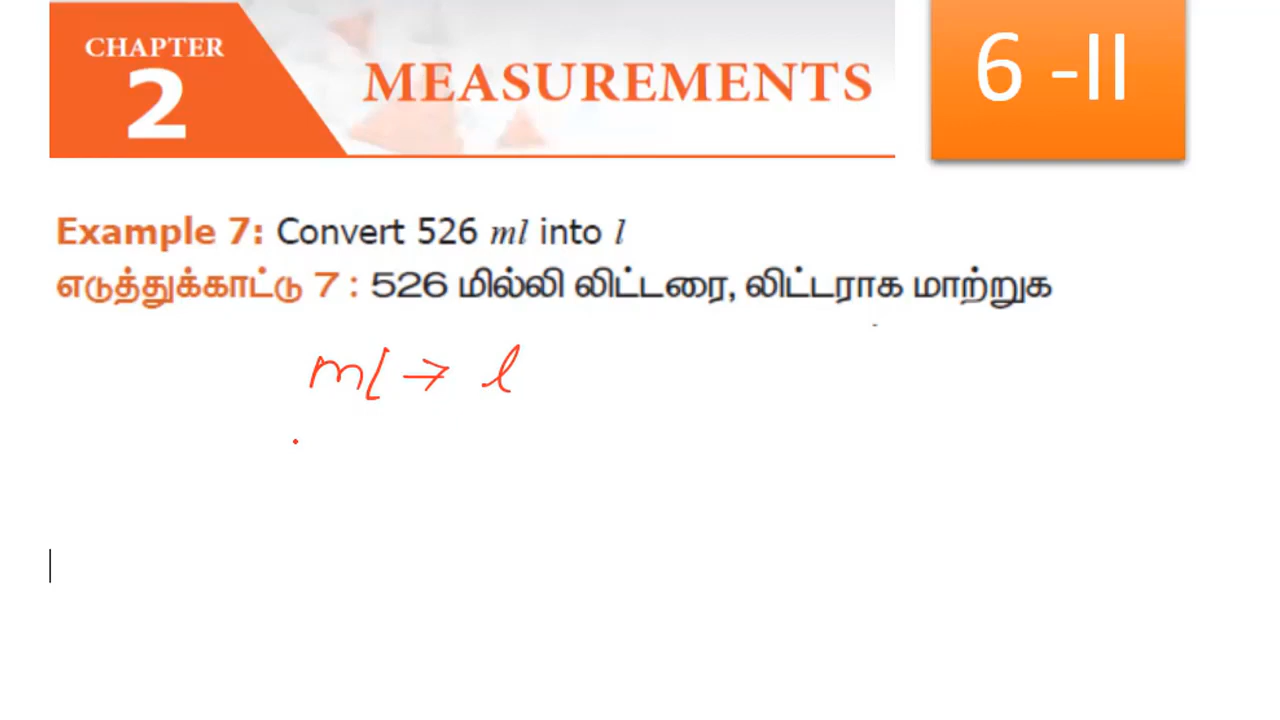 CHAPTER
2
MEASUREMENTS
6 -II
Example 7: Convert 526 ml into l
எடுத்துக்காட்டு 7 : 526 மில்லி லிட்டரை, லிட்டராக மாற்றுக
ml → l